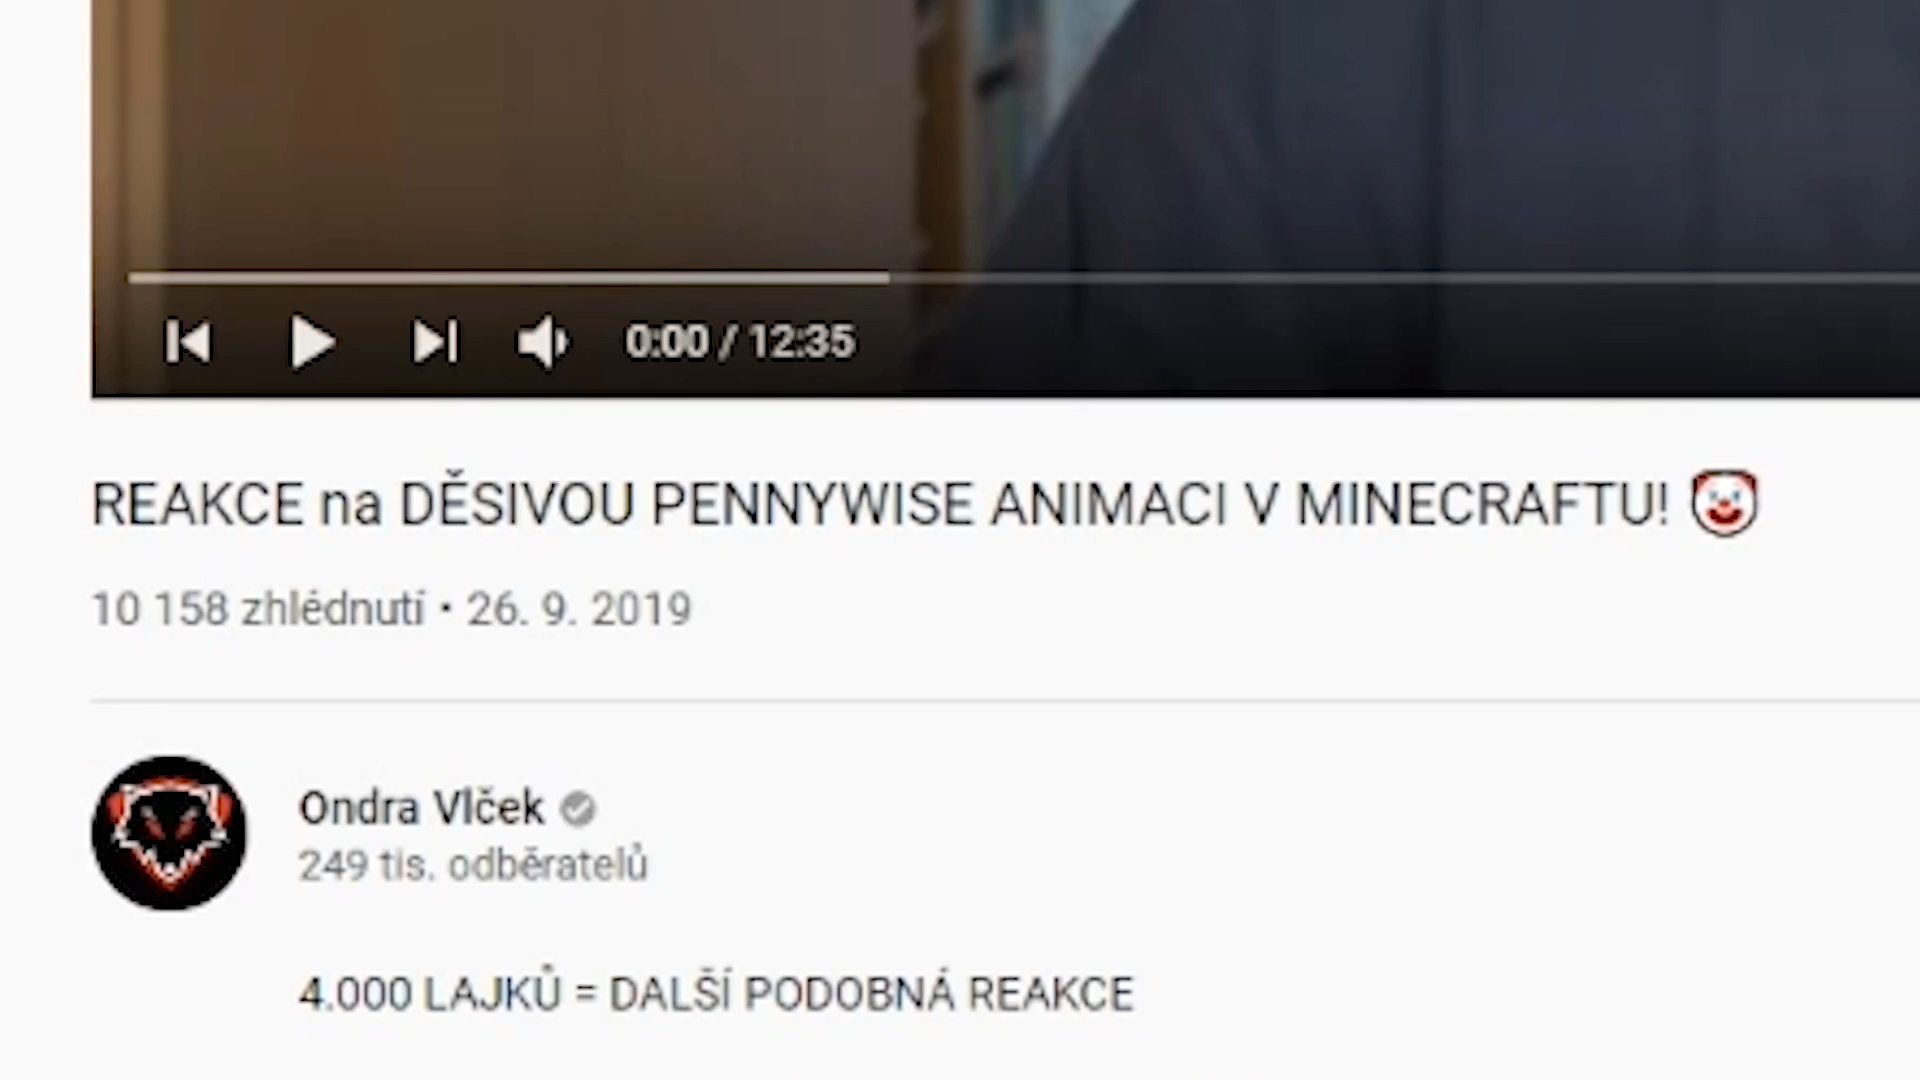 0:00 / 12:35
REAKCE na DĚSIVOU PENNYWISE ANIMACI V MINECRAFTU! 🤡
10 158 zhlédnutí • 26. 9. 2019
Ondra Vlček
249 tis. odběratelů
4.000 LAJKŮ = DALŠÍ PODOBNÁ REAKCE